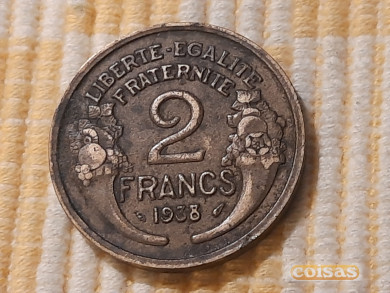 LIBERTE-EGALITE
FRATERNITE
2
FRANCS
1938
coisas